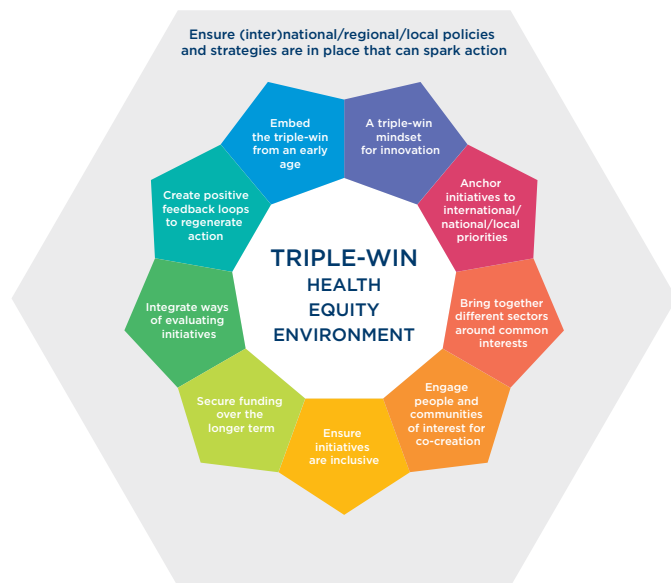 Ensure (inter)national/regional/local policies
and strategies are in place that can spark action
Embed
the triple-win
from an early
age
A triple-win
mindset
for innovation
Anchor
initiatives to
international/
national/local
priorities
Bring together
different sectors
around common
interests
Engage
people and
communities
of interest for
co-creation
Ensure
initiatives
are inclusive
Secure funding
over the
longer term
Integrate ways
of evaluating
initiatives
Create positive
feedback loops
to regenerate
action
TRIPLE-WIN
HEALTH
EQUITY
ENVIRONMENT